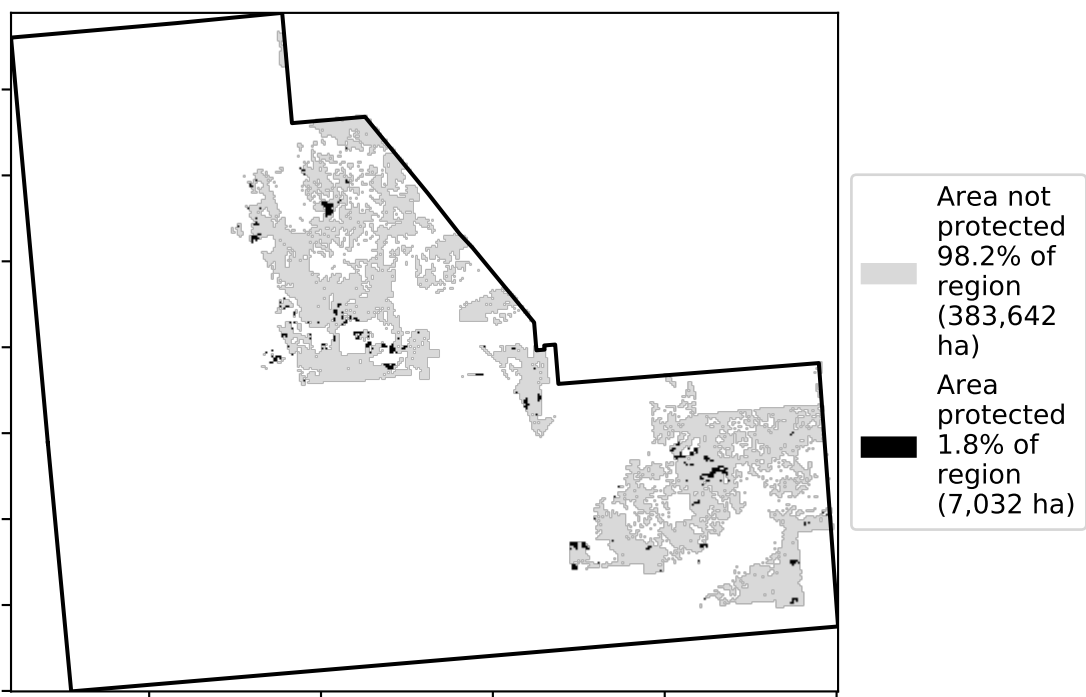 Area not
protected
98.2% of
region
(383,642
ha)
Area
protected
1.8% of
region
(7,032 ha)